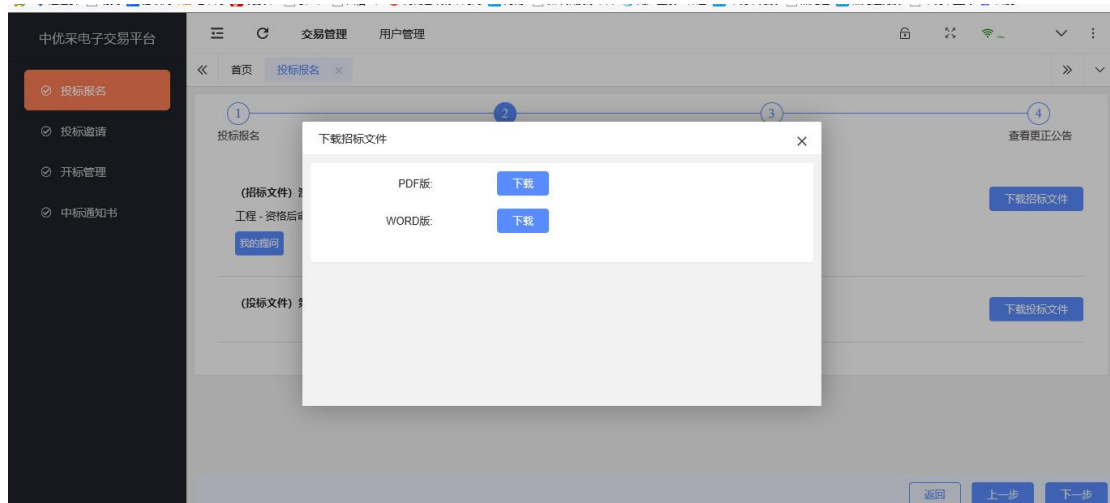 中优采电子交易平台
交易管理 用户管理
首页 投标报名 ×
投标报名
投标邀请
开标管理
中标通知书
1 2 3 4
投标报名
查看更正公告
下载招标文件
PDF版: 下载
WORD版: 下载
(招标文件)
下载招标文件
工程 - 资格后
我的提问
(投标文件)
下载投标文件
返回 上一步 下一步